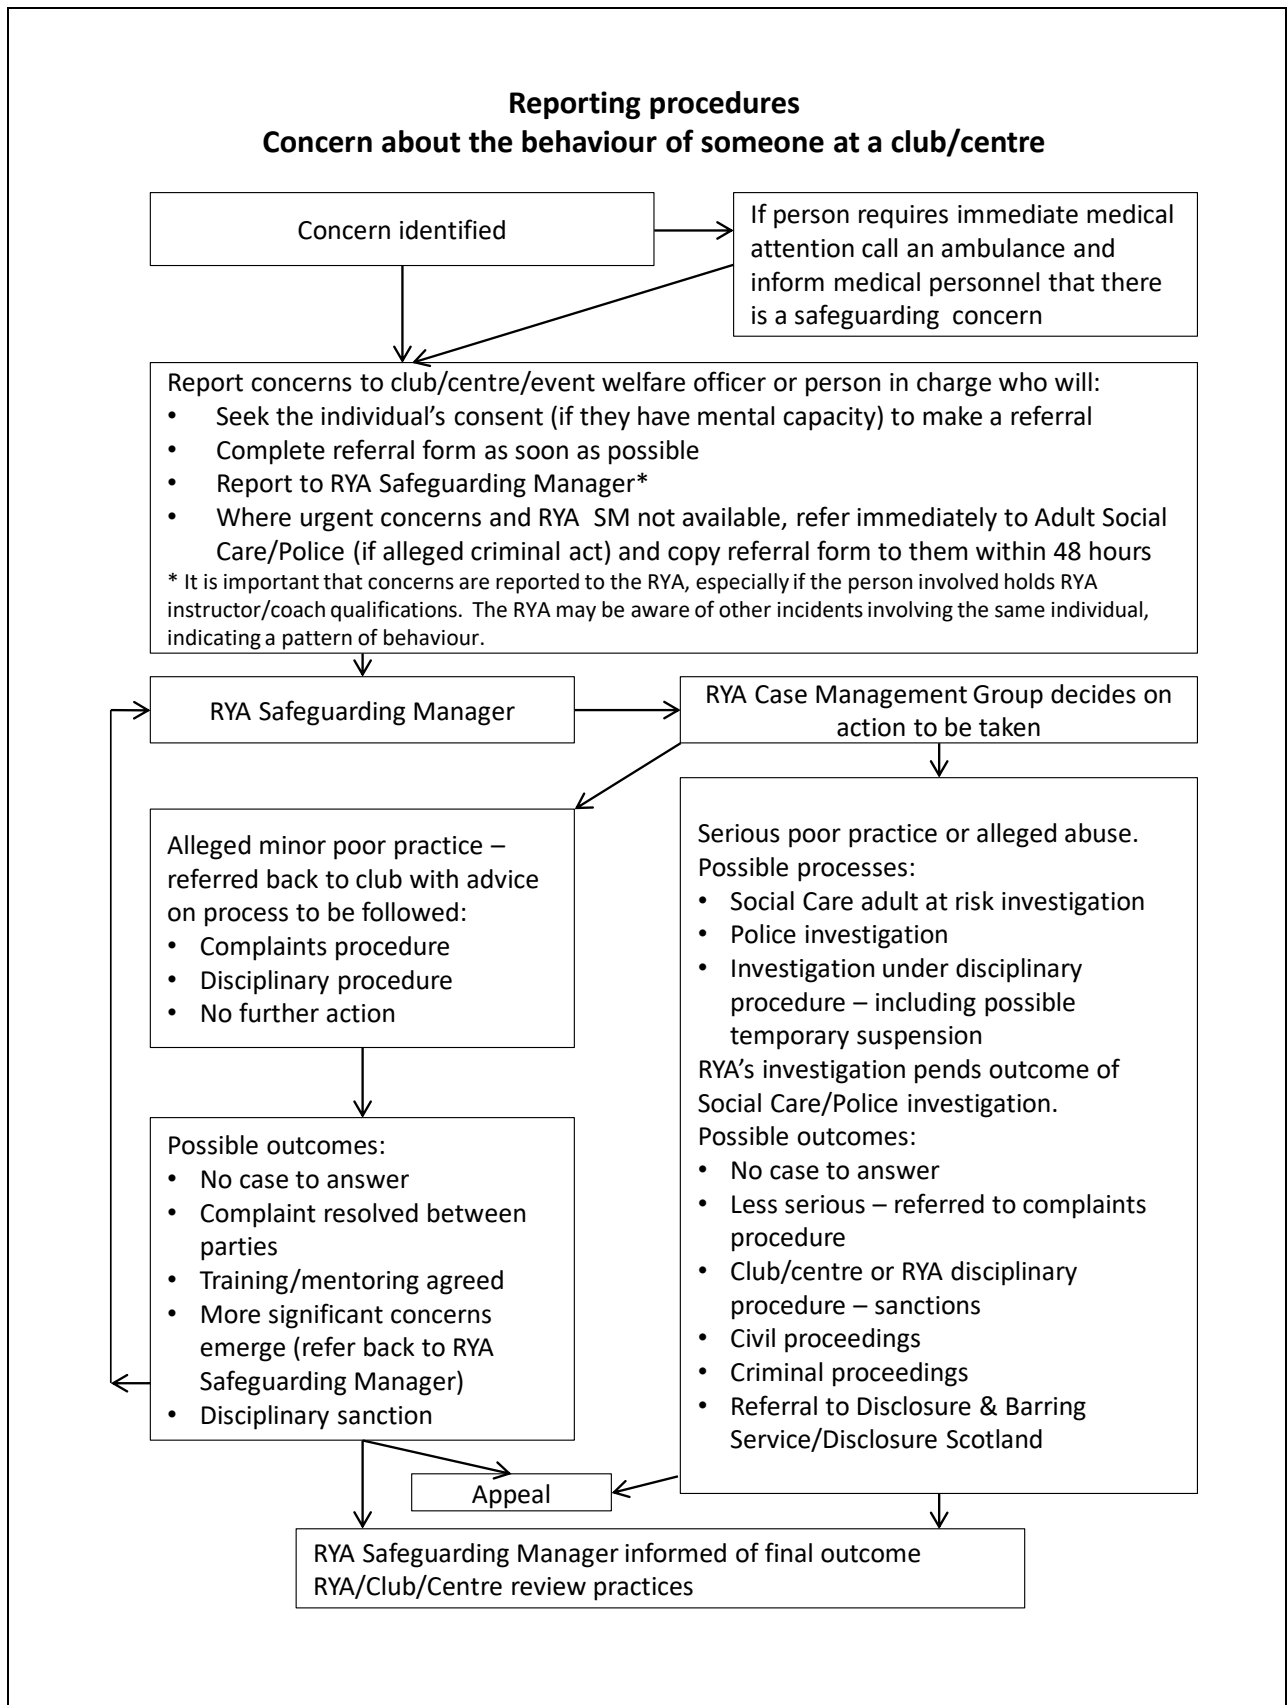 Reporting procedures
Concern about the behaviour of someone at a club/centre
Concern identified
If person requires immediate medical
attention call an ambulance and
inform medical personnel that there
is a safeguarding concern
Report concerns to club/centre/event welfare officer or person in charge who will:
• Seek the individual’s consent (if they have mental capacity) to make a referral
• Complete referral form as soon as possible
• Report to RYA Safeguarding Manager*
• Where urgent concerns and RYA SM not available, refer immediately to Adult Social
Care/Police (if alleged criminal act) and copy referral form to them within 48 hours
* It is important that concerns are reported to the RYA, especially if the person involved holds RYA
instructor/coach qualifications. The RYA may be aware of other incidents involving the same individual,
indicating a pattern of behaviour.
RYA Safeguarding Manager
RYA Case Management Group decides on
action to be taken
Alleged minor poor practice –
referred back to club with advice
on process to be followed:
• Complaints procedure
• Disciplinary procedure
• No further action
Serious poor practice or alleged abuse.
Possible processes:
• Social Care adult at risk investigation
• Police investigation
• Investigation under disciplinary
procedure – including possible
temporary suspension
RYA’s investigation pends outcome of
Social Care/Police investigation.
Possible outcomes:
• No case to answer
• Less serious – referred to complaints
procedure
• Club/centre or RYA disciplinary
procedure – sanctions
• Civil proceedings
• Criminal proceedings
• Referral to Disclosure & Barring
Service/Disclosure Scotland
Possible outcomes:
• No case to answer
• Complaint resolved between
parties
• Training/mentoring agreed
• More significant concerns
emerge (refer back to RYA
Safeguarding Manager)
• Disciplinary sanction
Appeal
RYA Safeguarding Manager informed of final outcome
RYA/Club/Centre review practices